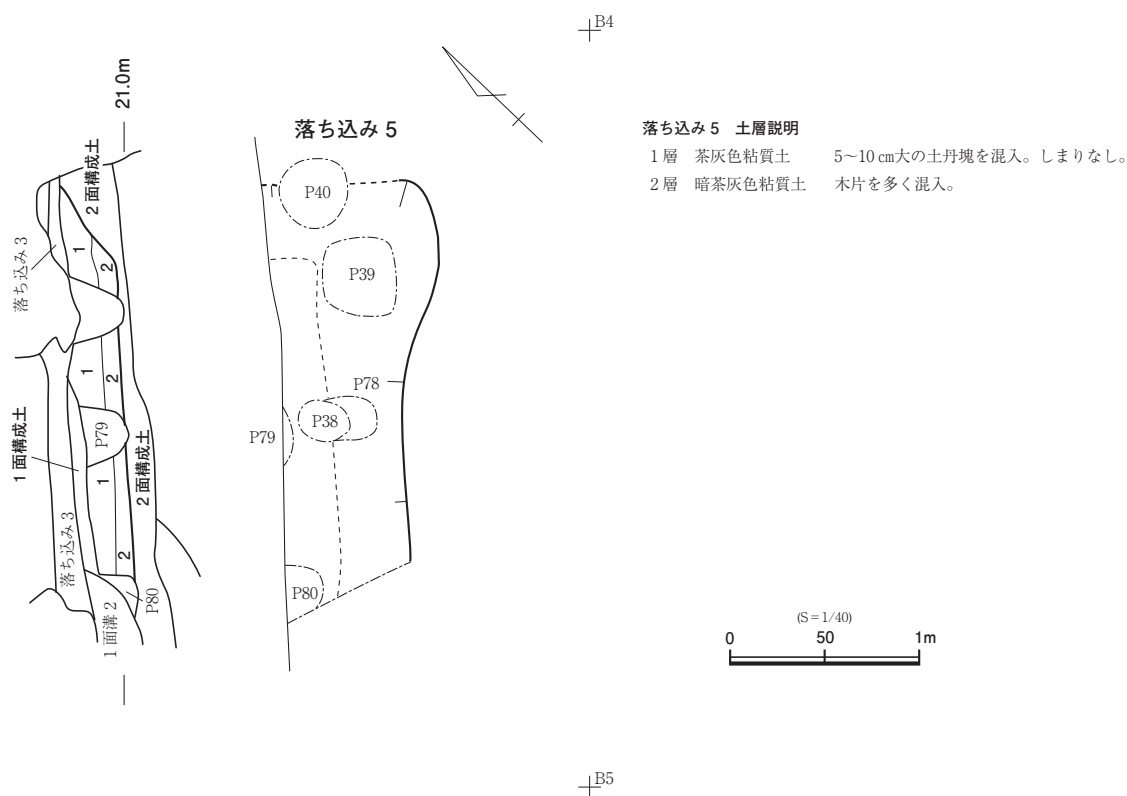 B4
21.0m
2面構成土
落ち込み3
1
2
1
2
P79
1面構成土
2面構成土
1
2
落ち込み3
P80
1面溝2
落ち込み5
P40
P39
P78
P38
P79
P80
落ち込み5 土層説明
1層 茶灰色粘質土 5〜10㎝大の土丹塊を混入。しまりなし。
2層 暗茶灰色粘質土 木片を多く混入。
(S=1/40)
0 50 1m
B5